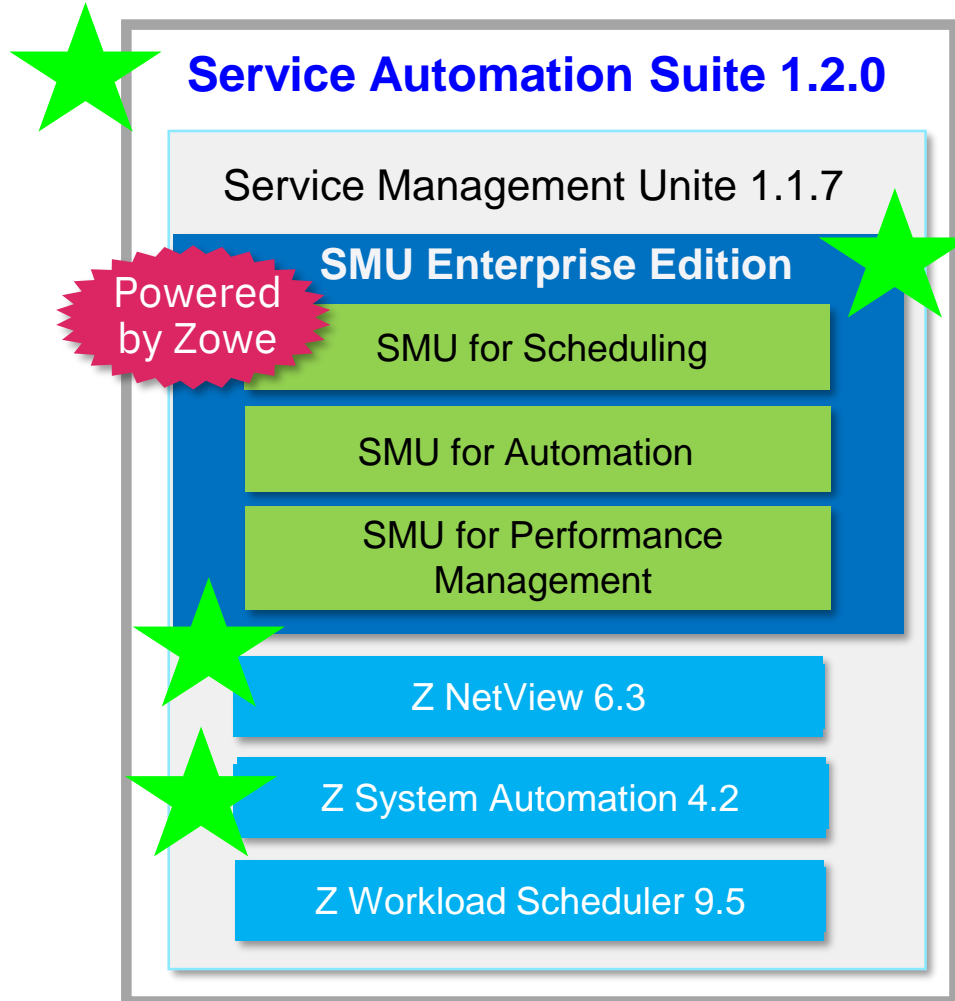 Service Automation Suite 1.2.0
Service Management Unite 1.1.7
SMU Enterprise Edition
Powered
by Zowe
SMU for Scheduling
SMU for Automation
SMU for Performance
Management
Z NetView 6.3
Z System Automation 4.2
Z Workload Scheduler 9.5